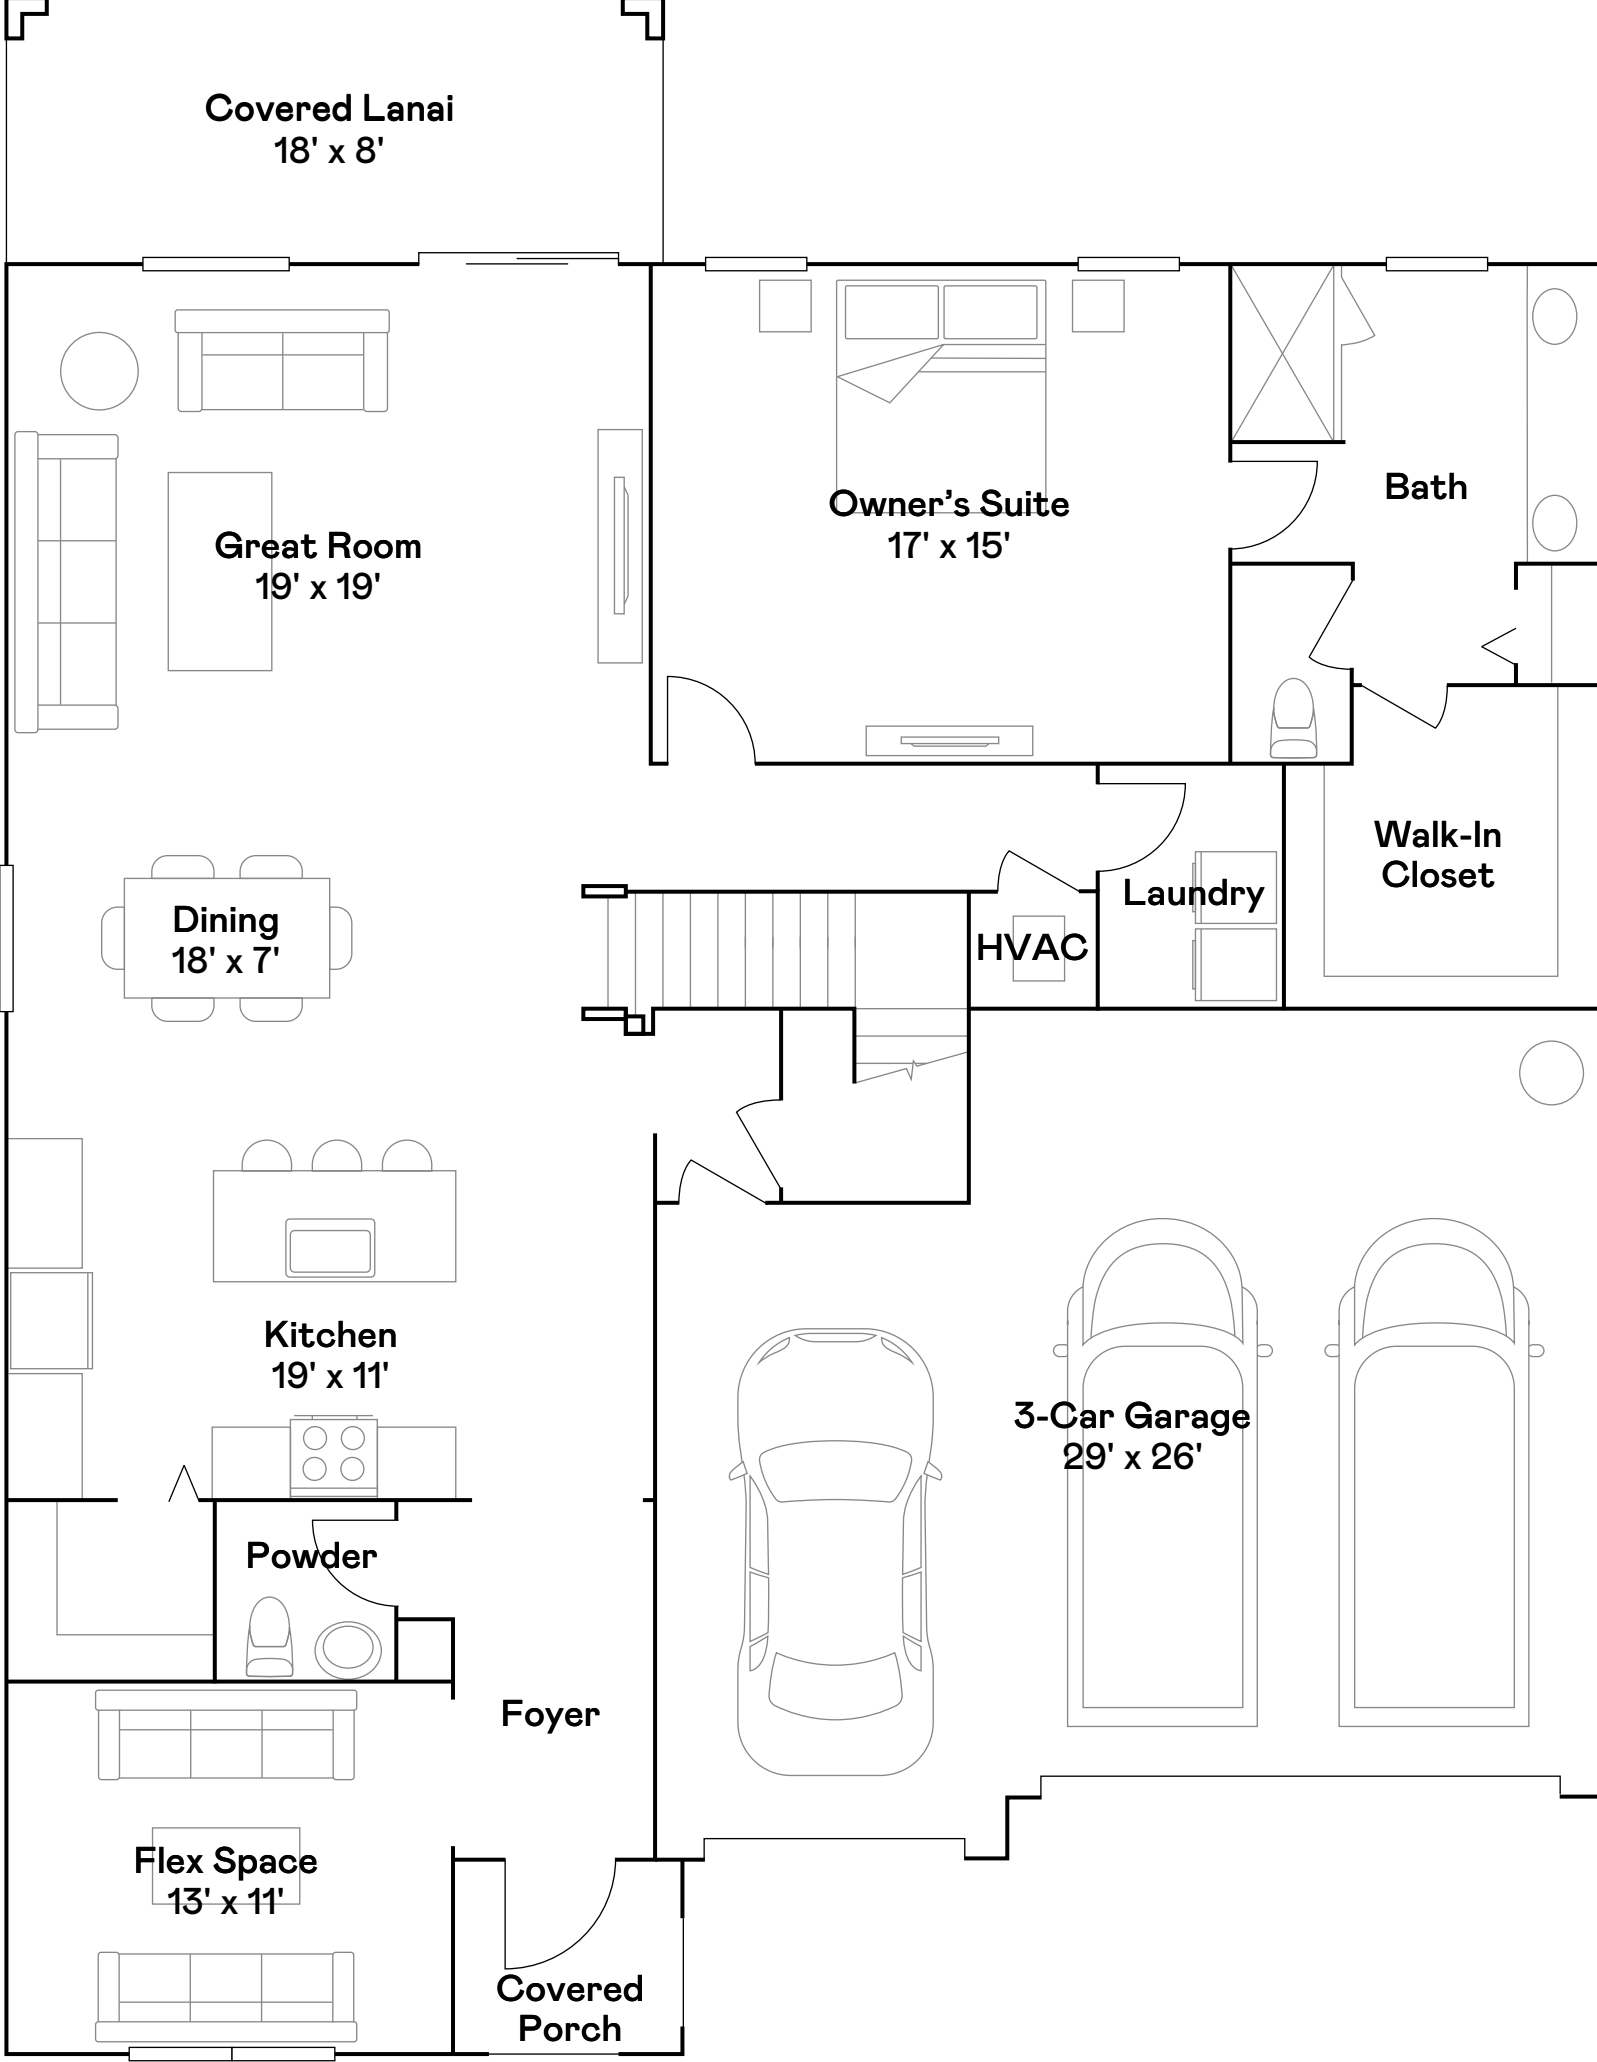 Covered Lanai
18' x 8'
Great Room
19' x 19'
Owner’s Suite
17' x 15'
Bath
Walk-In
Closet
Laundry
HVAC
Dining
18' x 7'
Kitchen
19' x 11'
3-Car Garage
29' x 26'
Powder
Foyer
Flex Space
13' x 11'
Covered
Porch